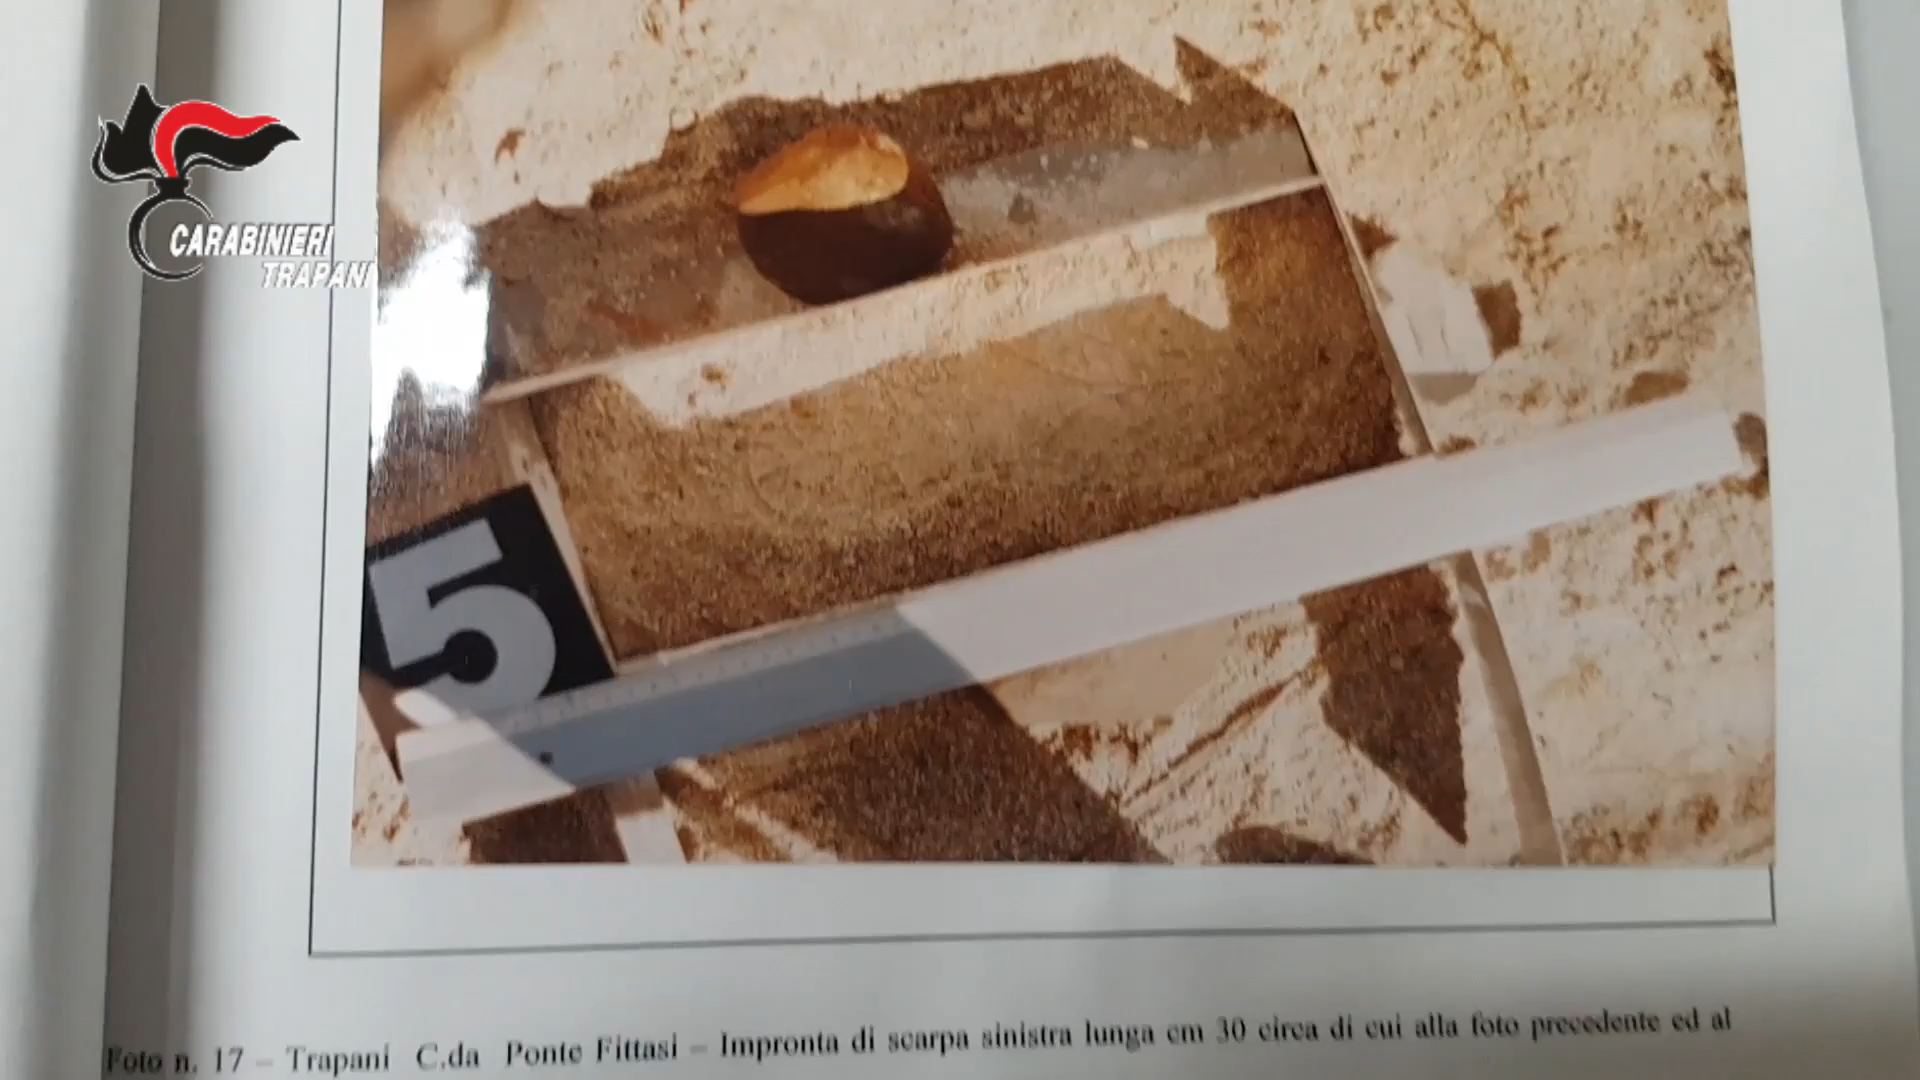 CARABINIERI
TRAPANI
5
Foto n. 17 – Trapani C.da Ponte Fittasi – Impronta di scarpa sinistra lunga cm 30 circa di cui alla foto precedente ed al